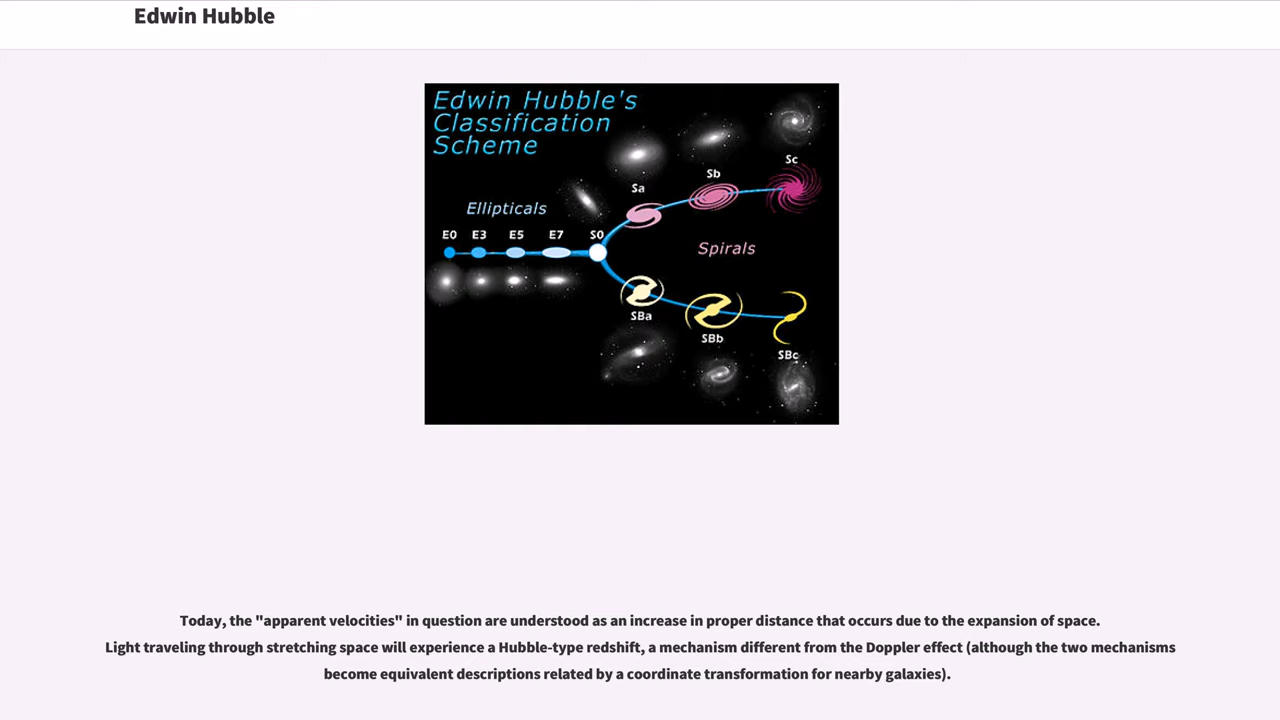 Edwin Hubble
Edwin Hubble's
Classification
Scheme
Sc
Sb
Sa
Ellipticals
E0 E3 E5 E7 S0
Spirals
SBa
SBb
SBc
Today, the "apparent velocities" in question are understood as an increase in proper distance that occurs due to the expansion of space.
Light traveling through stretching space will experience a Hubble-type redshift, a mechanism different from the Doppler effect (although the two mechanisms
become equivalent descriptions related by a coordinate transformation for nearby galaxies).